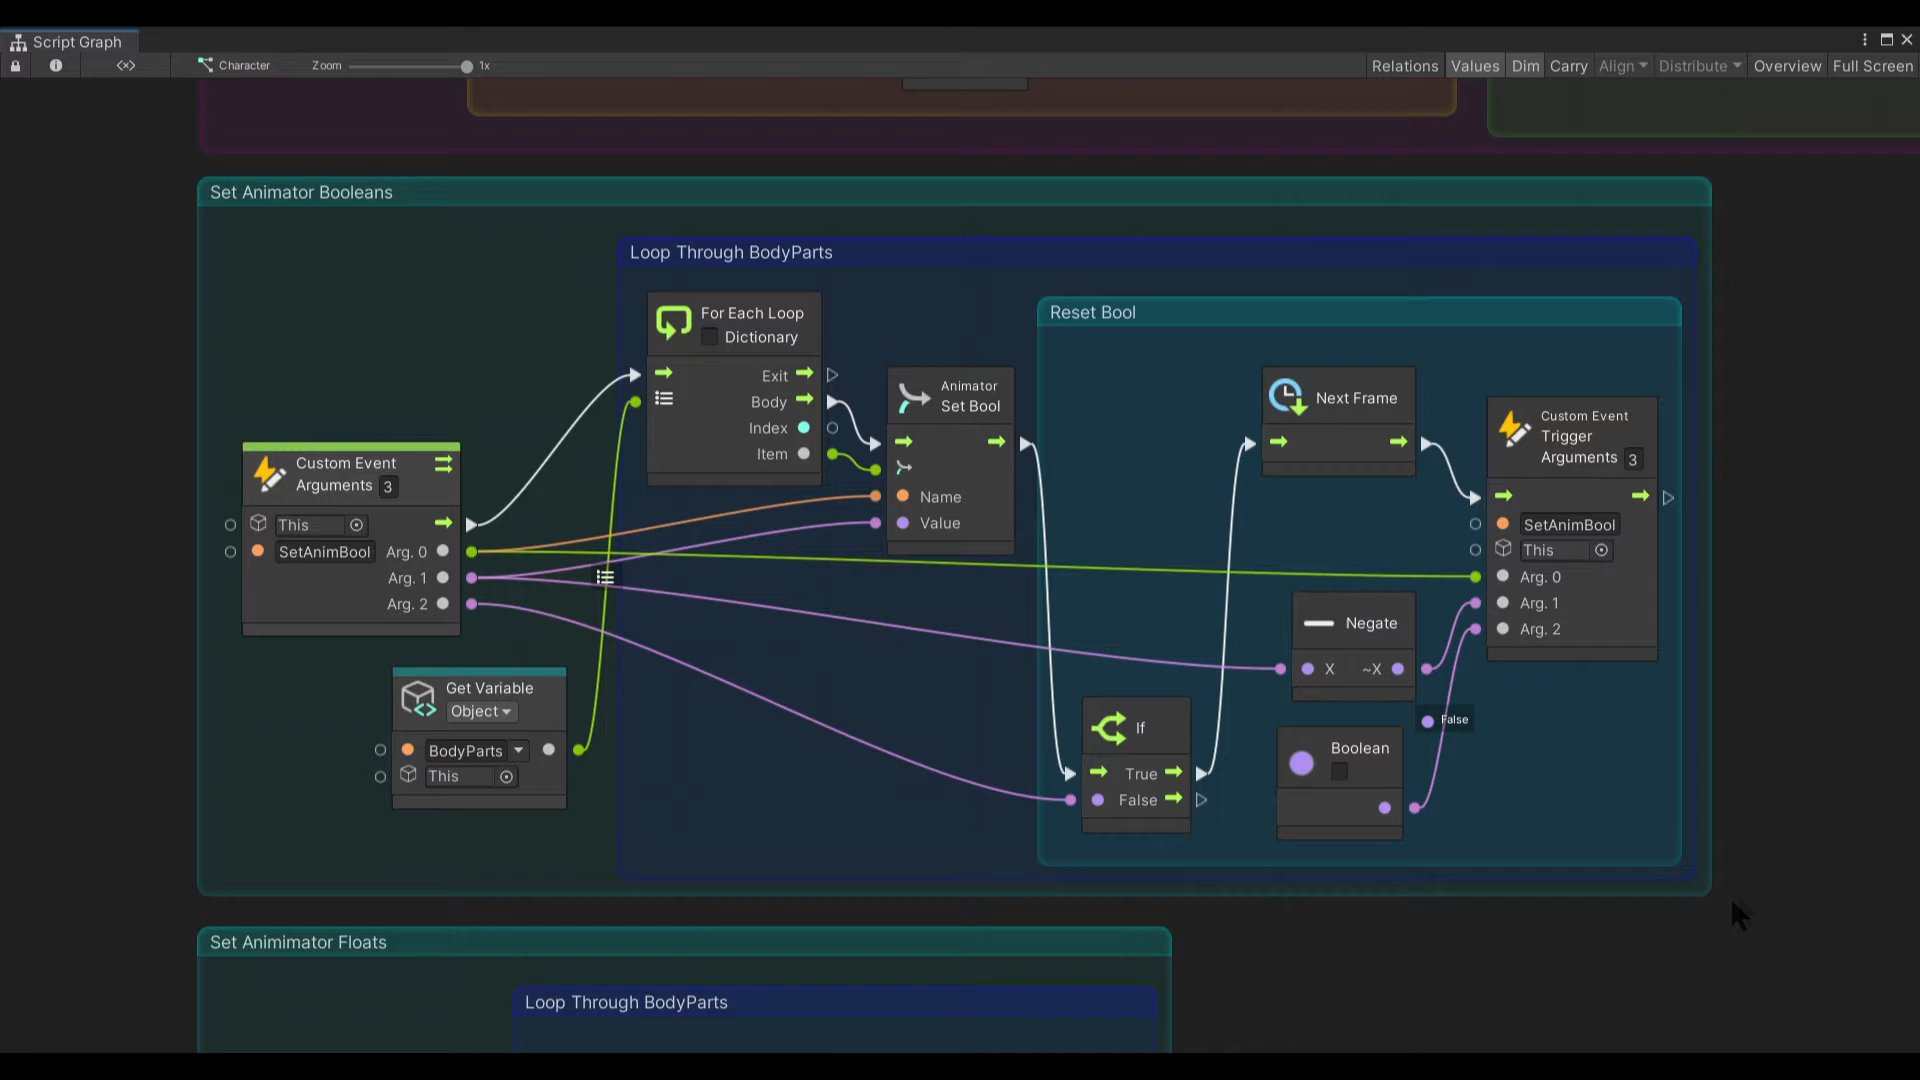 Script Graph
Character
Zoom
1x
Relations
Values
Dim
Carry
Align
Distribute
Overview
Full Screen
Set Animator Booleans
Loop Through BodyParts
For Each Loop
Dictionary
Exit
Body
Index
Item
Animator
Set Bool
Name
Value
Reset Bool
Next Frame
Custom Event
Trigger
Arguments 3
SetAnimBool
This
Arg. 0
Arg. 1
Arg. 2
Custom Event
Arguments 3
This
SetAnimBool Arg. 0
Arg. 1
Arg. 2
Negate
X ~X
False
Get Variable
Object
BodyParts
This
If
True
False
Boolean
Set Animimator Floats
Loop Through BodyParts